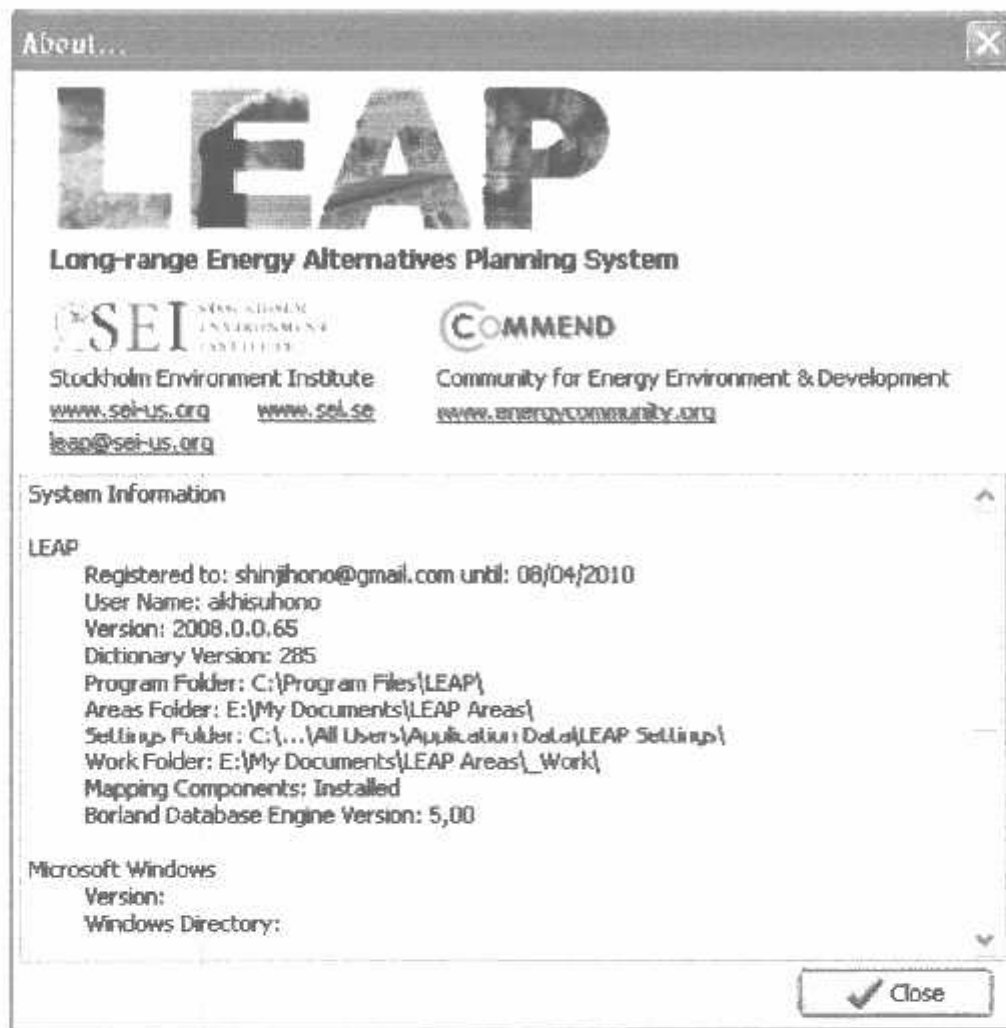 About...
LEAP
Long-range Energy Alternatives Planning System
SEI STOCKHOLM ENVIRONMENT INSTITUTE
COMMEND
Stockholm Environment Institute
Community for Energy Environment & Development
www.sei-us.org www.sei.se
www.energycommunity.org
leap@sei-us.org
System Information
LEAP
Registered to: shinjihono@gmail.com until: 08/04/2010
User Name: akhisuhono
Version: 2008.0.0.65
Dictionary Version: 285
Program Folder: C:\Program Files\LEAP\
Areas Folder: E:\My Documents\LEAP Areas\
Settings Folder: C:\...\All Users\Application Data\LEAP Settings\
Work Folder: E:\My Documents\LEAP Areas\_Work\
Mapping Components: Installed
Borland Database Engine Version: 5,00
Microsoft Windows
Version:
Windows Directory:
Close